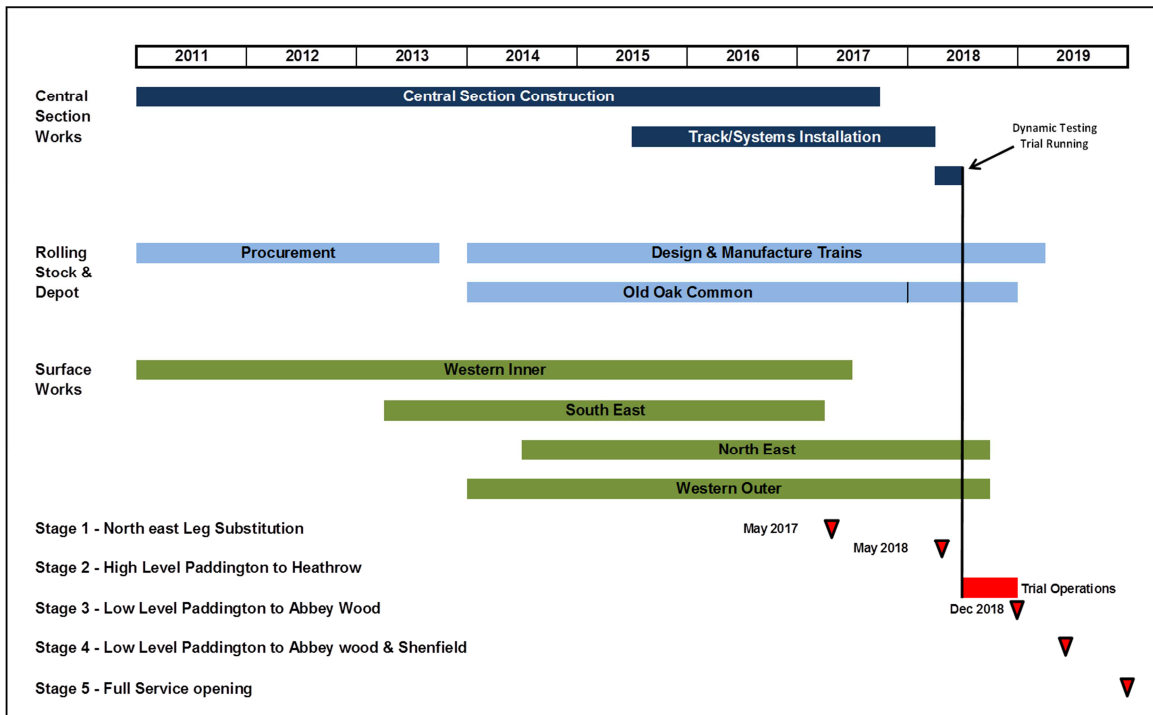 2011 2012 2013 2014 2015 2016 2017 2018 2019
Central
Section
Works
Central Section Construction
Track/Systems Installation
Dynamic Testing
Trial Running
Rolling
Stock &
Depot
Procurement
Design & Manufacture Trains
Old Oak Common
Surface
Works
Western Inner
South East
North East
Western Outer
Stage 1 - North east Leg Substitution
May 2017
May 2018
Stage 2 - High Level Paddington to Heathrow
Trial Operations
Stage 3 - Low Level Paddington to Abbey Wood
Dec 2018
Stage 4 - Low Level Paddington to Abbey wood & Shenfield
Stage 5 - Full Service opening